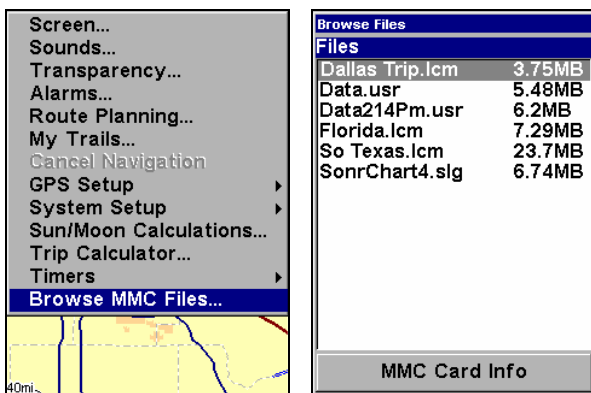 Screen...
Sounds...
Transparency...
Alarms...
Route Planning...
My Trails...
Cancel Navigation
GPS Setup
System Setup
Sun/Moon Calculations...
Trip Calculator...
Timers
Browse MMC Files...
40mi
Browse Files
Files
Dallas Trip.lcm 3.75MB
Data.usr 5.48MB
Data214Pm.usr 6.2MB
Florida.lcm 7.29MB
So Texas.lcm 23.7MB
SonrChart4.slg 6.74MB
MMC Card Info